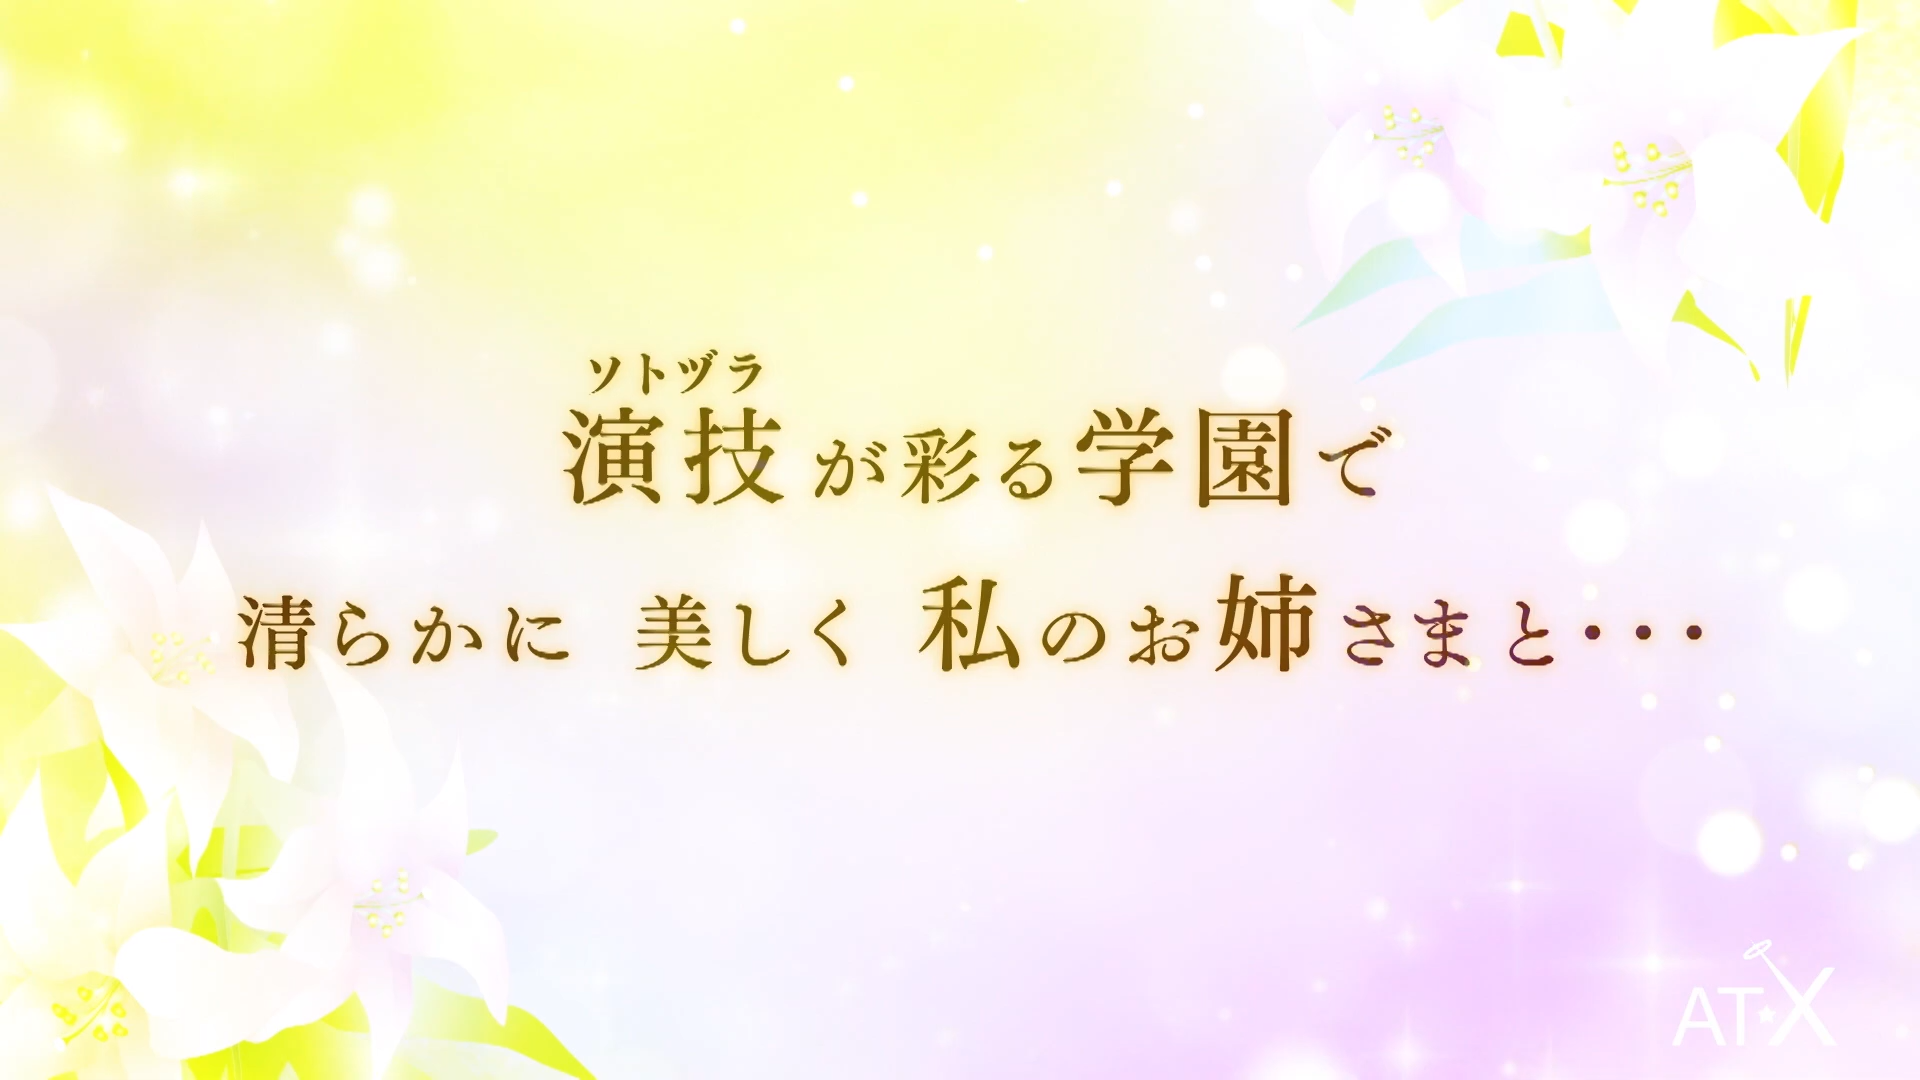 ソトヅラ
演技が彩る学園で
清らかに 美しく 私のお姉さまと・・・
AT-X